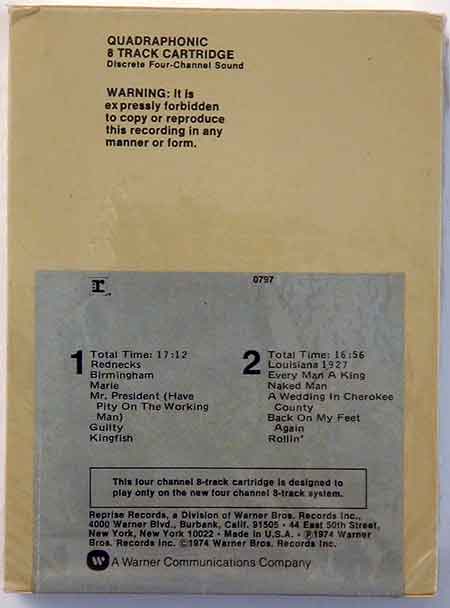 QUADRAPHONIC
8 TRACK CARTRIDGE
Discrete Four-Channel Sound
WARNING: It is
expressly forbidden
to copy or reproduce
this recording in any
manner or form.
r:
0797
1 Total Time: 17:12
Rednecks
Birmingham
Marie
Mr. President (Have
Pity On The Working
Man)
Guilty
Kingfish
2 Total Time: 16:56
Louisiana 1927
Every Man A King
Naked Man
A Wedding In Cherokee
County
Back On My Feet
Again
Rollin'
This four channel 8-track cartridge is designed to
play only on the new four channel 8-track system.
Reprise Records, a Division of Warner Bros. Records Inc.,
4000 Warner Blvd., Burbank, Calif. 91505 • 44 East 50th Street,
New York, New York 10022 • Made in U.S.A. • ℗1974 Warner
Bros. Records Inc. ©1974 Warner Bros. Records Inc.
A Warner Communications Company